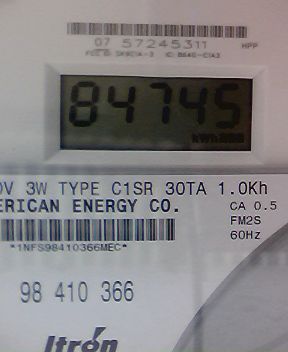 07 57245311 HPP
84745
0V 3W TYPE C1SR 30TA 1.0Kh
ERICAN ENERGY CO. CA 0.5
FM2S
60Hz
*1NFS98410366MEC*
98 410 366
Itron